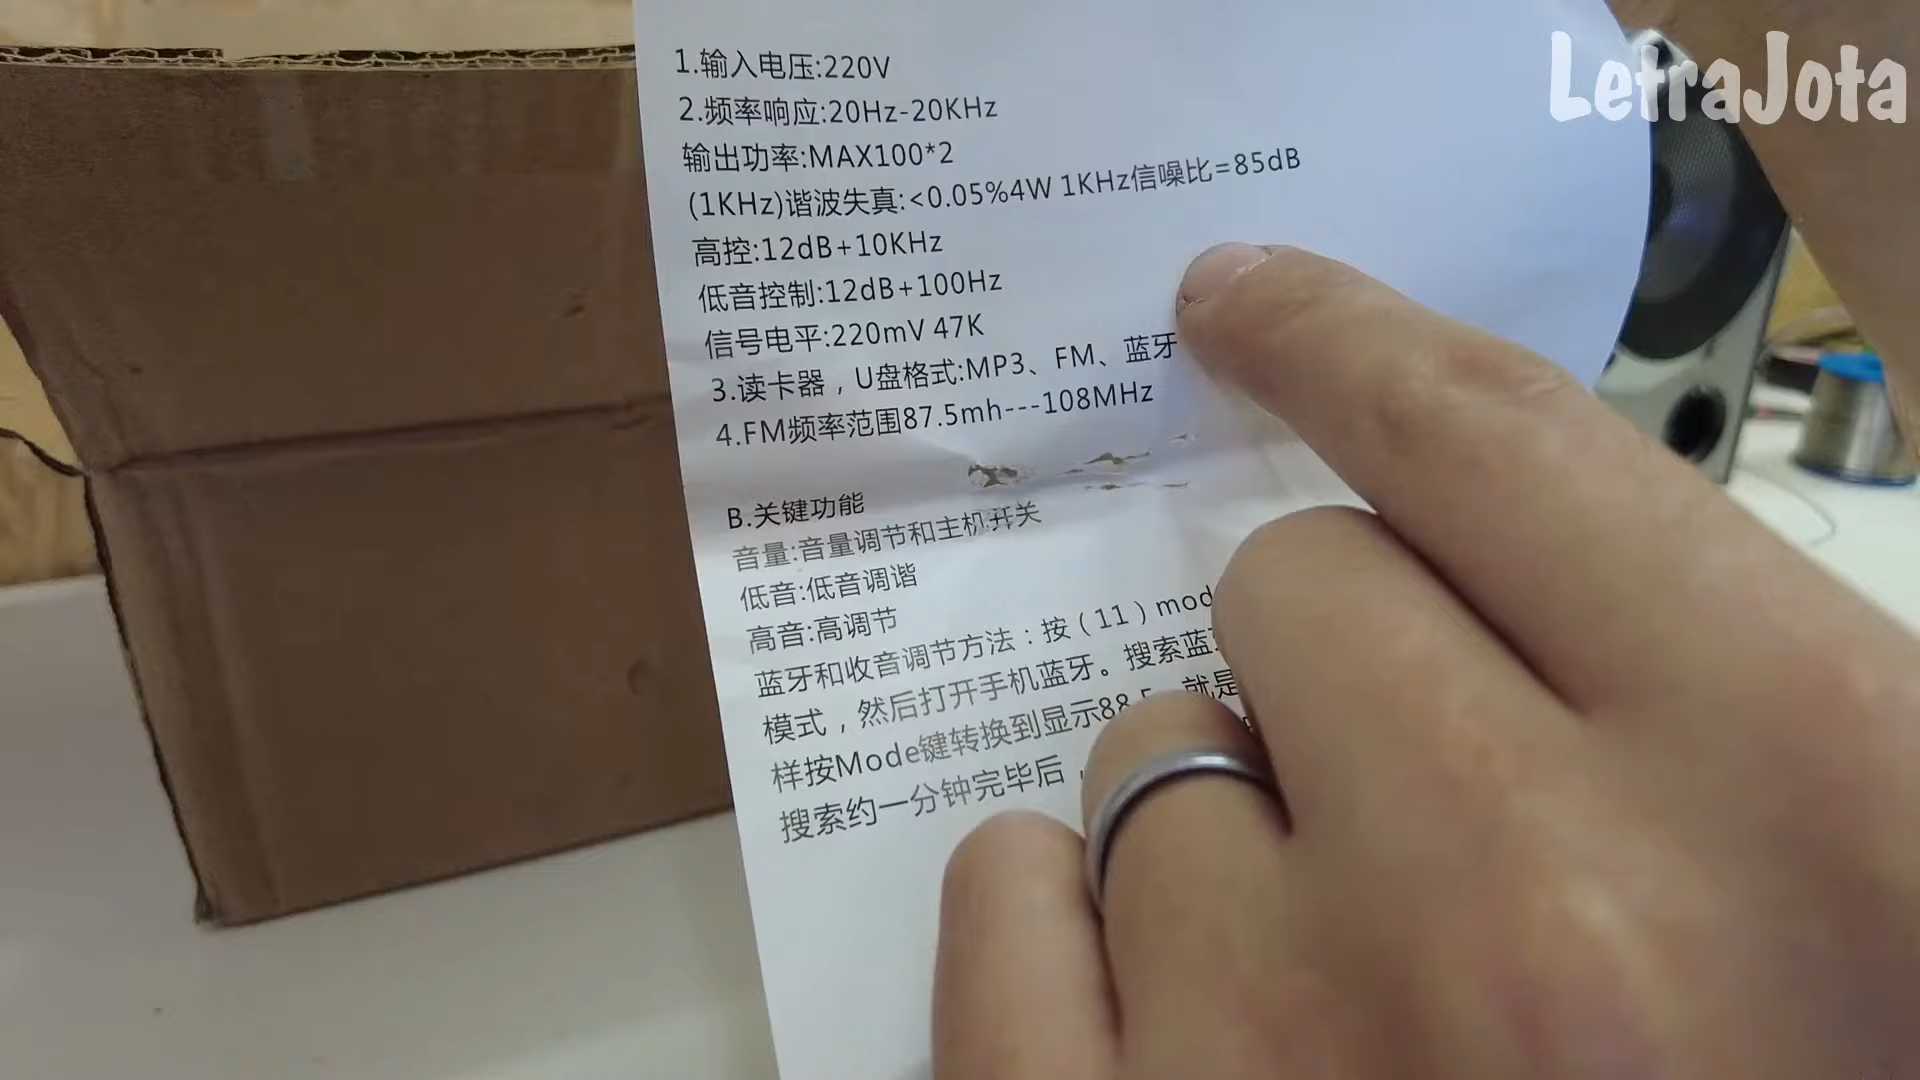 LetraJota
1.输入电压:220V
2.频率响应:20Hz-20KHz
输出功率:MAX100*2
(1KHz)谐波失真:<0.05%4W 1KHz信噪比=85dB
高控:12dB+10KHz
低音控制:12dB+100Hz
信号电平:220mV 47K
3.读卡器，U盘格式:MP3、FM、蓝牙
4.FM频率范围87.5mh---108MHz
B.关键功能
音量:音量调节和主机开关
低音:低音调谐
高音:高调节
蓝牙和收音调节方法：按（11）mod
模式，然后打开手机蓝牙。搜索蓝
样按Mode键转换到显示88.5，就是
搜索约一分钟完毕后，